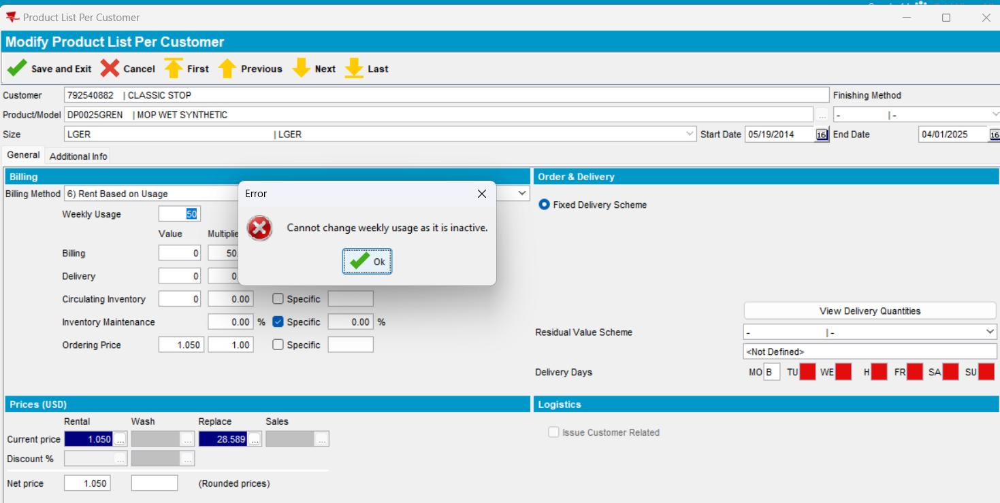 Product List Per Customer
Modify Product List Per Customer
Save and Exit Cancel First Previous Next Last
Customer 792540882 | CLASSIC STOP Finishing Method
Product/Model DP0025GREN | MOP WET SYNTHETIC ... - | -
Size LGER | LGER Start Date 05/19/2014 16 End Date 04/01/2025 16
General Additional Info
Billing
Billing Method 6) Rent Based on Usage
Weekly Usage 50
Value Multiplie
Billing 0 50.
Delivery 0 0.
Circulating Inventory 0 0.00 Specific
Inventory Maintenance 0.00 % Specific 0.00 %
Ordering Price 1.050 1.00 Specific
Error
Cannot change weekly usage as it is inactive.
Ok
Order & Delivery
Fixed Delivery Scheme
View Delivery Quantities
Residual Value Scheme - | -
<Not Defined>
Delivery Days MO B TU WE H FR SA SU
Prices (USD)
Rental Wash Replace Sales
Current price 1.050 ... ... 28.589 ... ...
Discount % ... ...
Net price 1.050 (Rounded prices)
Logistics
Issue Customer Related